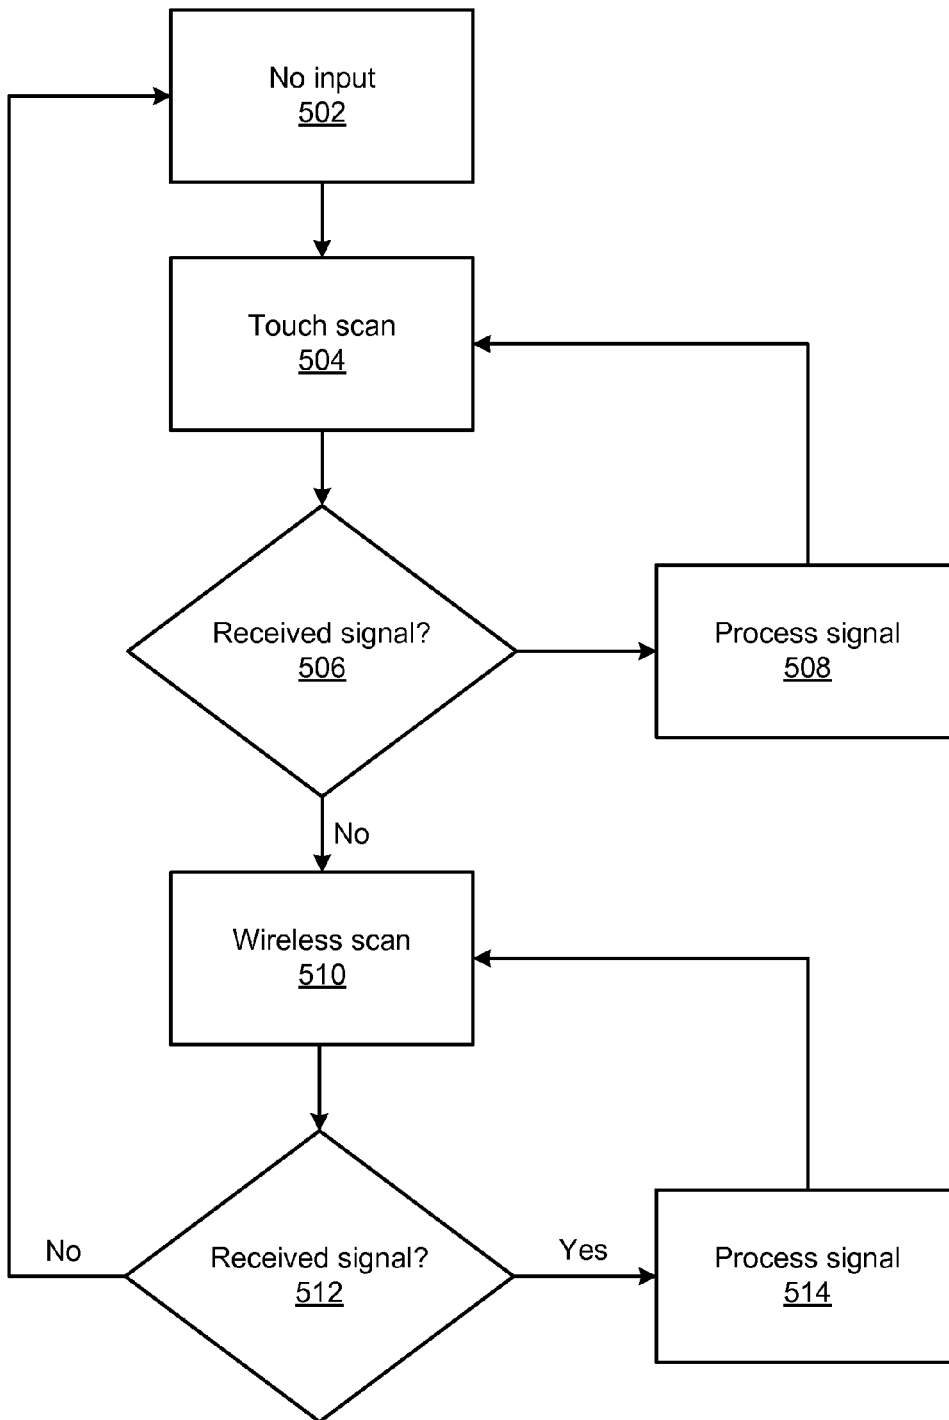 No input
502
Touch scan
504
Received signal?
506
Process signal
508
No
Wireless scan
510
Received signal?
512
No
Yes
Process signal
514